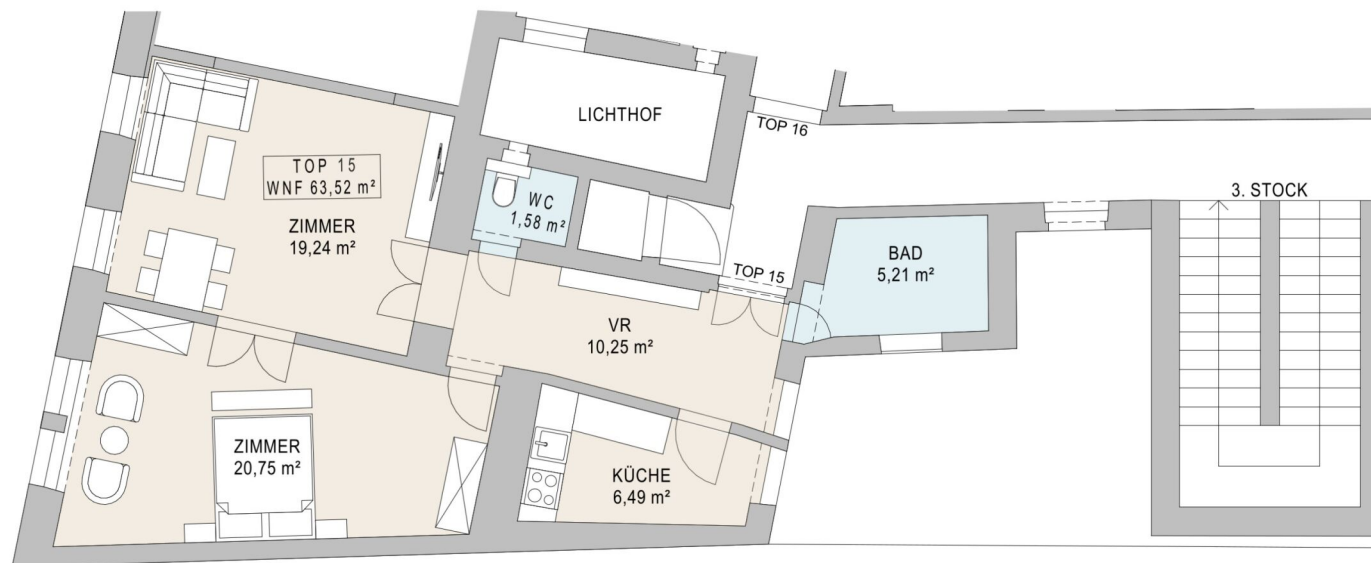 LICHTHOF
TOP 16
TOP 15
WNF 63,52 m²
ZIMMER
19,24 m²
WC
1,58 m²
3. STOCK
BAD
5,21 m²
TOP 15
VR
10,25 m²
ZIMMER
20,75 m²
KÜCHE
6,49 m²